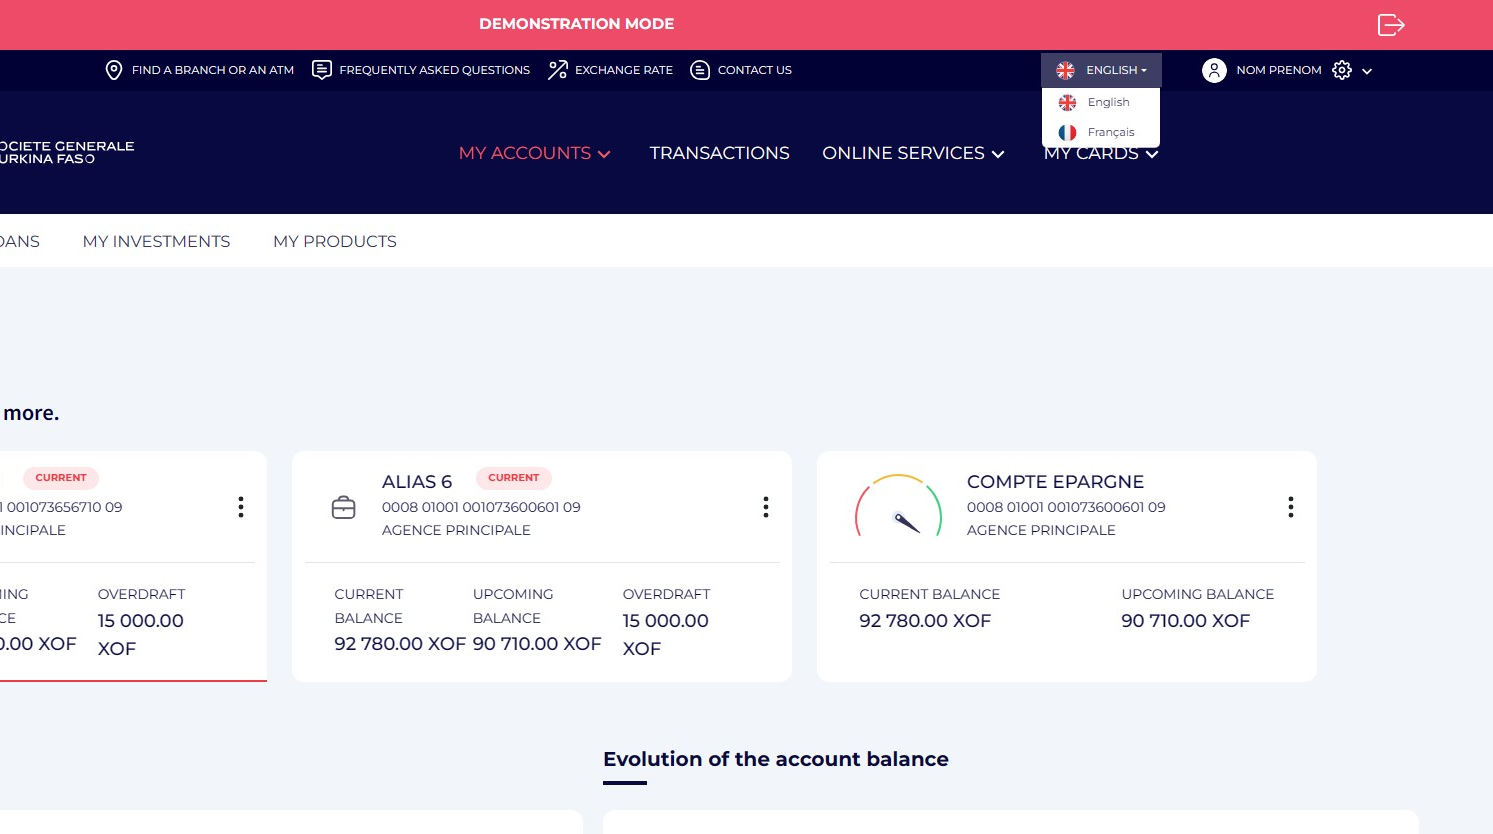 DEMONSTRATION MODE
FIND A BRANCH OR AN ATM
FREQUENTLY ASKED QUESTIONS
EXCHANGE RATE
CONTACT US
ENGLISH
NOM PRENOM
English
Français
OCIETE GENERALE
URKINA FASO
MY ACCOUNTS
TRANSACTIONS
ONLINE SERVICES
MY CARDS
OANS
MY INVESTMENTS
MY PRODUCTS
more.
CURRENT
1 001073656710 09
INCIPALE
ING
CE
0.00 XOF
OVERDRAFT
15 000.00
XOF
ALIAS 6
CURRENT
0008 01001 001073600601 09
AGENCE PRINCIPALE
CURRENT
BALANCE
92 780.00 XOF
UPCOMING
BALANCE
90 710.00 XOF
OVERDRAFT
15 000.00
XOF
COMPTE EPARGNE
0008 01001 001073600601 09
AGENCE PRINCIPALE
CURRENT BALANCE
92 780.00 XOF
UPCOMING BALANCE
90 710.00 XOF
Evolution of the account balance